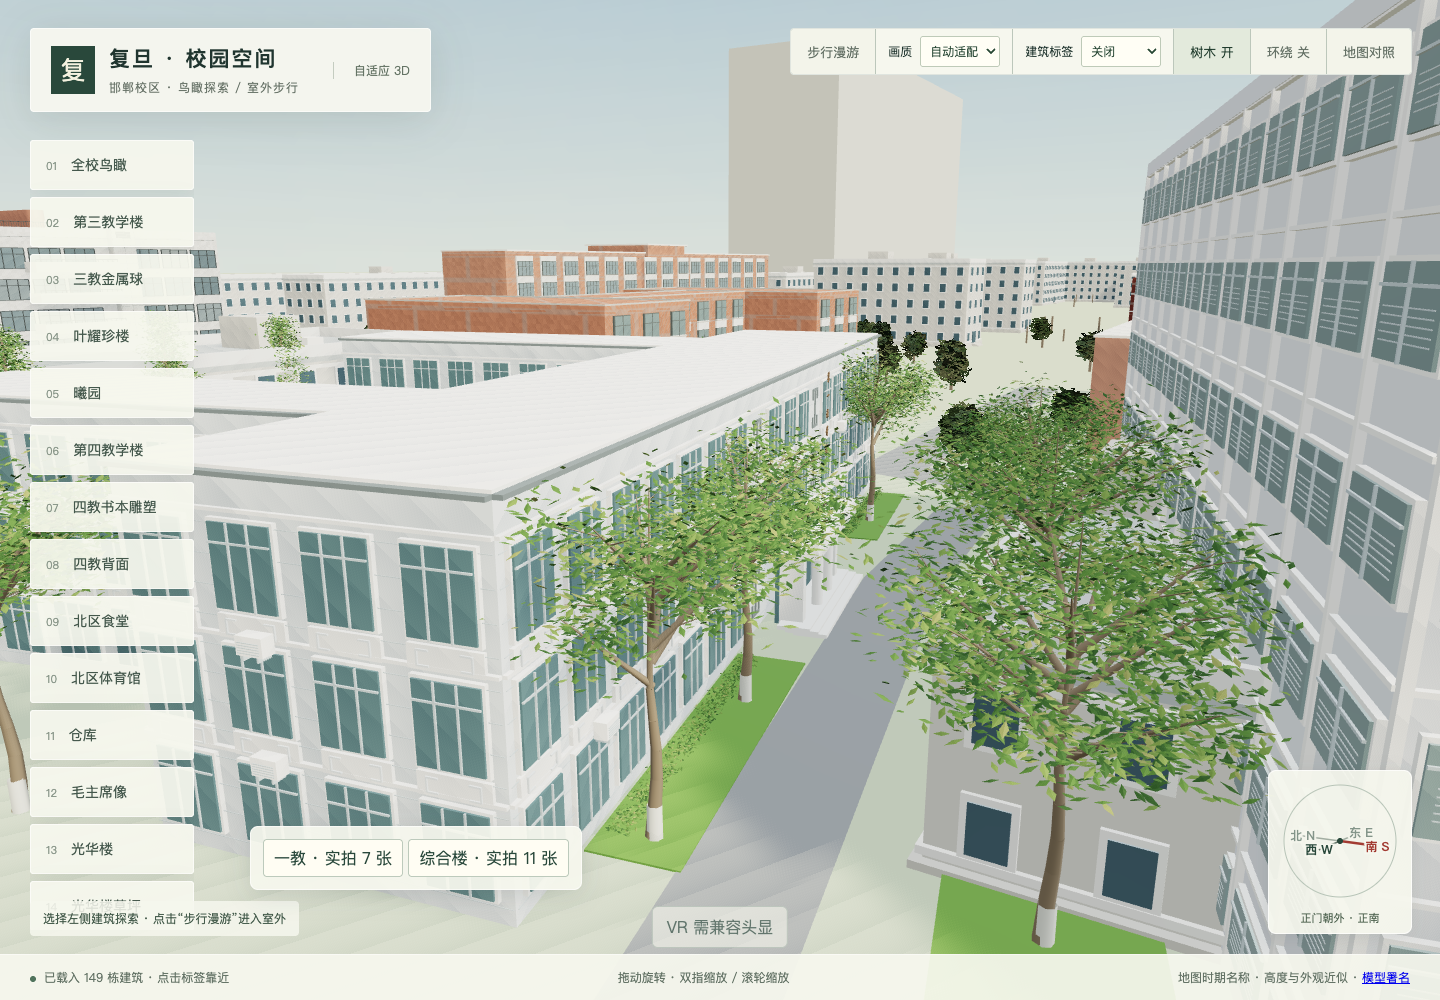 复
复旦 · 校园空间
邯郸校区 · 鸟瞰探索 / 室外步行
自适应 3D
步行漫游
画质 自动适配
建筑标签 关闭
树木 开
环绕 关
地图对照
01 全校鸟瞰
02 第三教学楼
03 三教金属球
04 叶耀珍楼
05 曦园
06 第四教学楼
07 四教书本雕塑
08 四教背面
09 北区食堂
10 北区体育馆
11 仓库
12 毛主席像
13 光华楼
14 光华楼草坪
选择左侧建筑探索 · 点击“步行漫游”进入室外
一教 · 实拍 7 张
综合楼 · 实拍 11 张
VR 需兼容头显
北·N
东 E
西·W
南 S
正门朝外 · 正南
已载入 149 栋建筑 · 点击标签靠近
拖动旋转 · 双指缩放 / 滚轮缩放
地图时期名称 · 高度与外观近似 · 模型署名